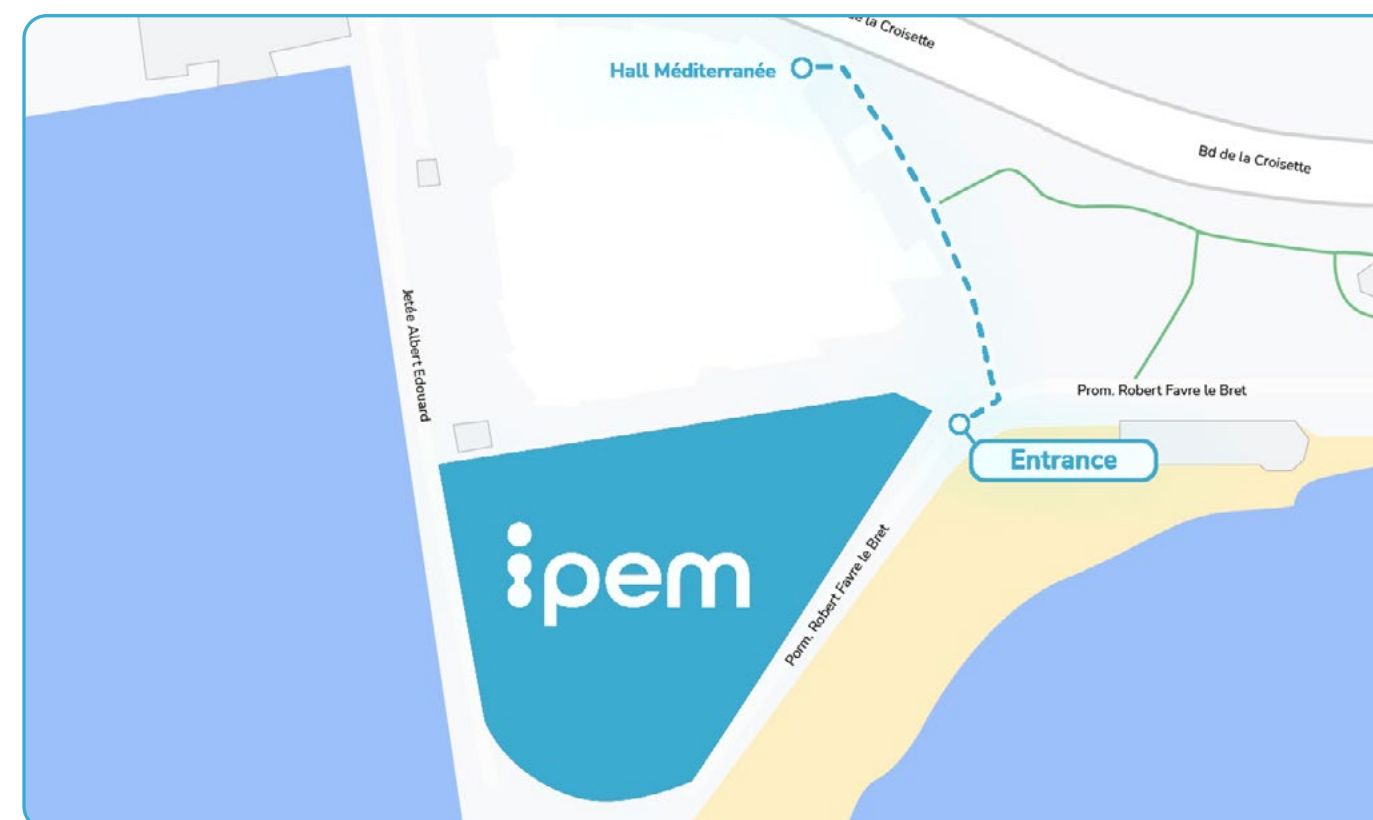 de la Croisette
Hall Méditerranée
Bd de la Croisette
Jetée Albert Edouard
Prom. Robert Favre le Bret
Entrance
ipem
Porm. Robert Favre le Bret